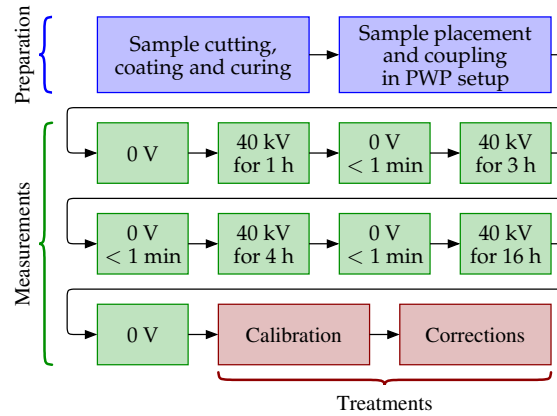 Preparation
Sample cutting,
coating and curing
Sample placement
and coupling
in PWP setup
Measurements
0 V
40 kV
for 1 h
0 V
< 1 min
40 kV
for 3 h
0 V
< 1 min
40 kV
for 4 h
0 V
< 1 min
40 kV
for 16 h
0 V
Calibration
Corrections
Treatments